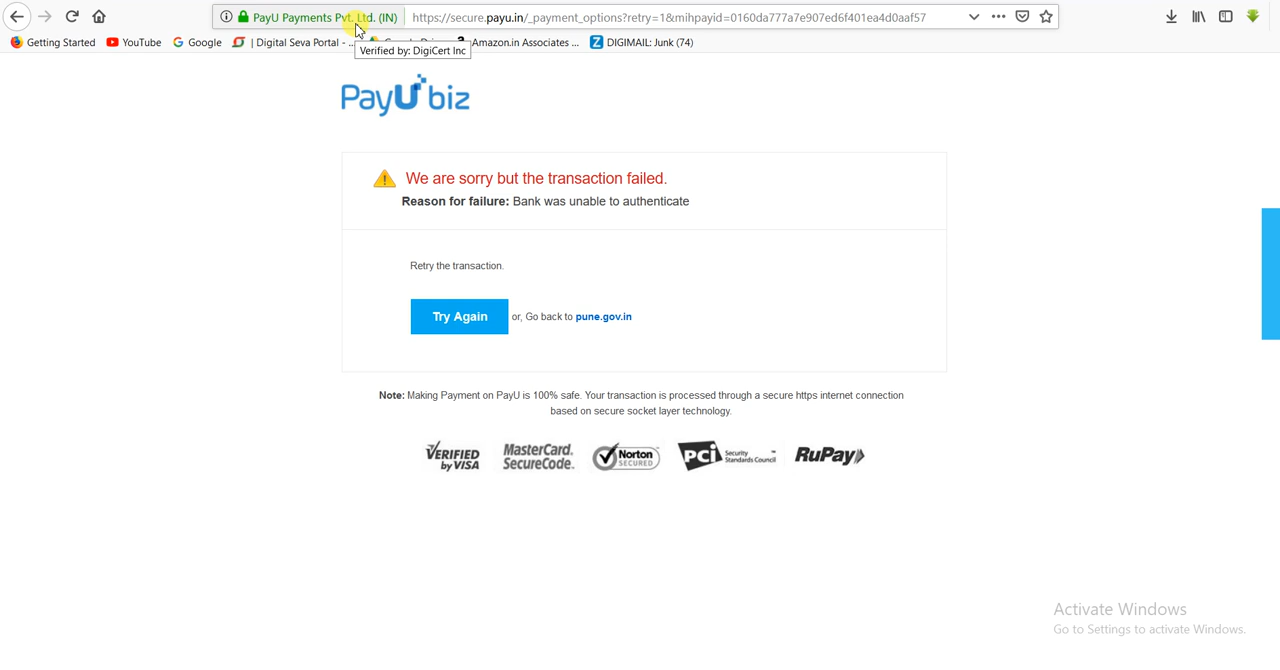 PayU Payments Pvt. Ltd. (IN) https://secure.payu.in/_payment_options?retry=1&mihpayid=0160da777a7e907ed6f401ea4d0aaf57
Getting Started YouTube Google | Digital Seva Portal - ... Amazon.in Associates ... DIGIMAIL: Junk (74)
Verified by: DigiCert Inc
PayU biz
We are sorry but the transaction failed.
Reason for failure: Bank was unable to authenticate
Retry the transaction.
Try Again or, Go back to pune.gov.in
Note: Making Payment on PayU is 100% safe. Your transaction is processed through a secure https internet connection
based on secure socket layer technology.
VERIFIED by VISA
MasterCard. SecureCode.
Norton SECURED
PCI Security Standards Council
RuPay
Activate Windows
Go to Settings to activate Windows.